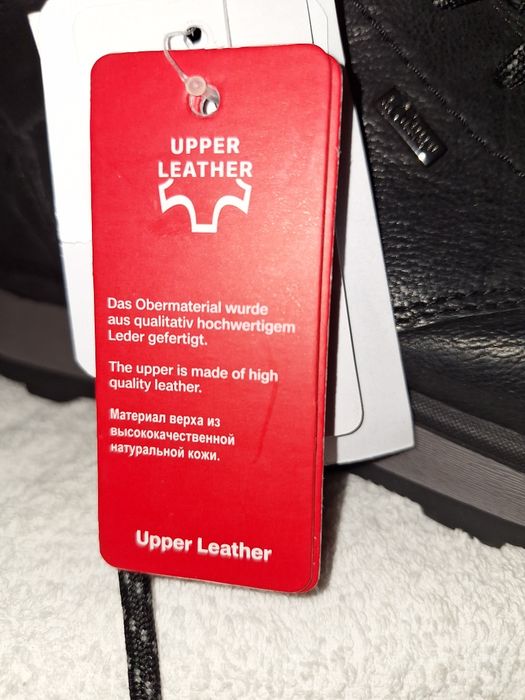 UPPER
LEATHER
Das Obermaterial wurde
aus qualitativ hochwertigem
Leder gefertigt.
The upper is made of high
quality leather.
Материал верха из
высококачественной
натуральной кожи.
Upper Leather